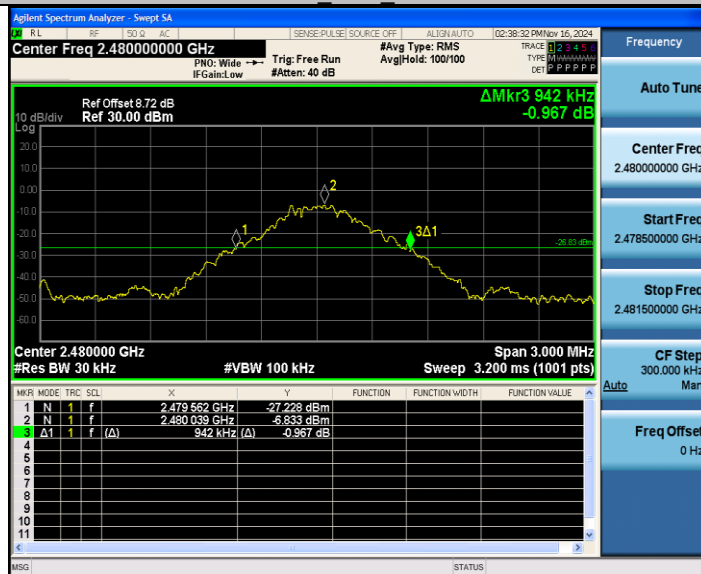 Agilent Spectrum Analyzer - Swept SA
RL RF 50 Ω AC SENSE:PULSE SOURCE OFF ALIGN AUTO 02:38:32 PM Nov 16, 2024
Center Freq 2.480000000 GHz
PNO: Wide
IFGain:Low
Trig: Free Run
#Atten: 40 dB
#Avg Type: RMS
Avg|Hold: 100/100
TRACE 1 2 3 4 5 6
TYPE M W W W W W
DET P P P P P P
Ref Offset 8.72 dB
Ref 30.00 dBm
10 dB/div
Log
ΔMkr3 942 kHz
-0.967 dB
20.0
10.0
0.00
-10.0
-20.0
-30.0
-40.0
-50.0
-60.0
1
2
3Δ1
-26.83 dBm
Center 2.480000 GHz Span 3.000 MHz
#Res BW 30 kHz #VBW 100 kHz Sweep 3.200 ms (1001 pts)
MKR MODE TRC SCL X Y FUNCTION FUNCTION WIDTH FUNCTION VALUE
1 N 1 f 2.479 562 GHz -27.228 dBm
2 N 1 f 2.480 039 GHz -6.833 dBm
3 Δ1 1 f (Δ) 942 kHz (Δ) -0.967 dB
4
5
6
7
8
9
10
11
MSG STATUS
Frequency
Auto Tune
Center Freq
2.480000000 GHz
Start Freq
2.478500000 GHz
Stop Freq
2.481500000 GHz
CF Step
300.000 kHz
Auto Man
Freq Offset
0 Hz